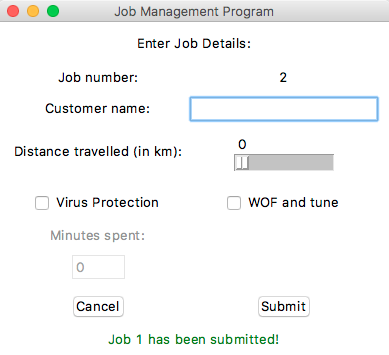 Job Management Program
Enter Job Details:
Job number: 2
Customer name:
Distance travelled (in km): 0
Virus Protection WOF and tune
Minutes spent:
0
Cancel Submit
Job 1 has been submitted!